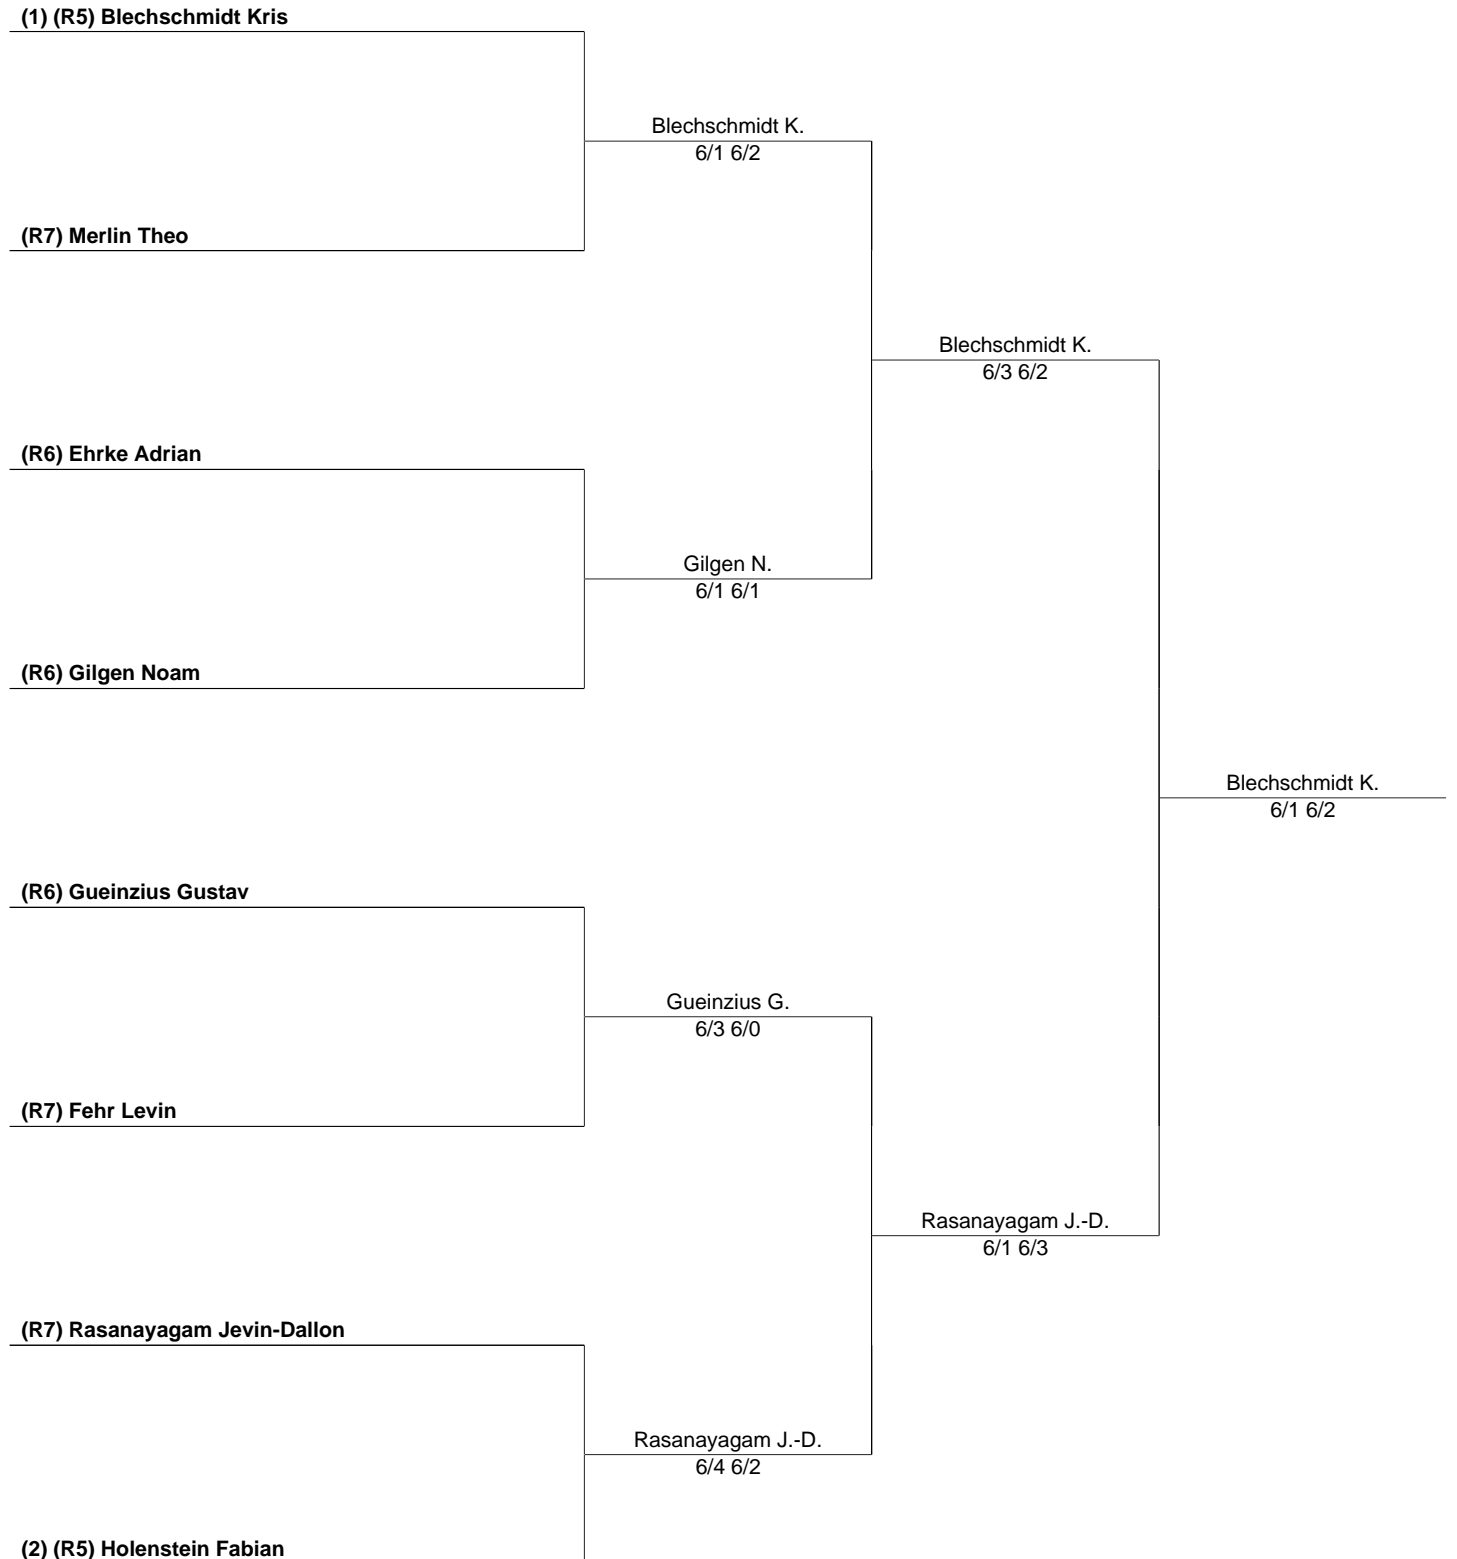 (1) (R5) Blechschmidt Kris
Blechschmidt K.
6/1 6/2
(R7) Merlin Theo
Blechschmidt K.
6/3 6/2
(R6) Ehrke Adrian
Gilgen N.
6/1 6/1
(R6) Gilgen Noam
Blechschmidt K.
6/1 6/2
(R6) Gueinzius Gustav
Gueinzius G.
6/3 6/0
(R7) Fehr Levin
Rasanayagam J.-D.
6/1 6/3
(R7) Rasanayagam Jevin-Dallon
Rasanayagam J.-D.
6/4 6/2
(2) (R5) Holenstein Fabian